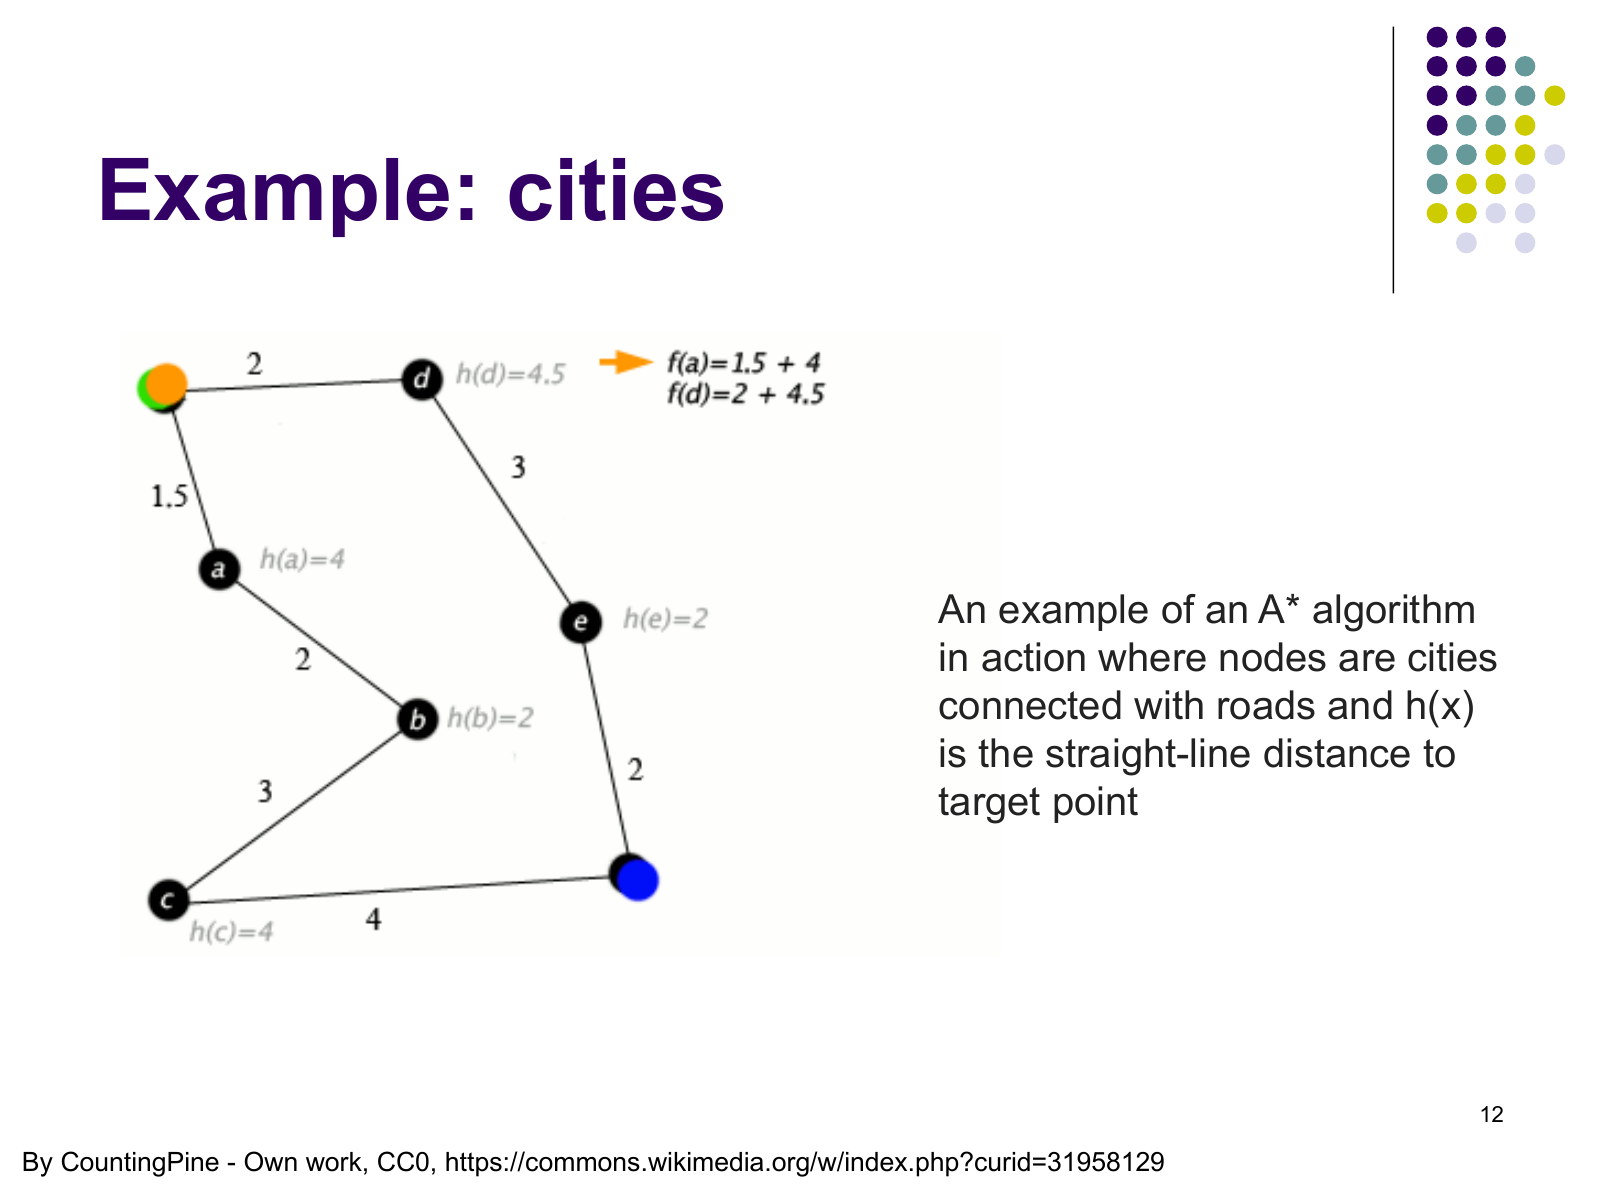 Example: cities
2
d
h(d)=4.5
f(a)=1.5 + 4
f(d)=2 + 4.5
3
1.5
a
h(a)=4
e
h(e)=2
2
b
h(b)=2
2
3
c
h(c)=4
4
An example of an A* algorithm
in action where nodes are cities
connected with roads and h(x)
is the straight-line distance to
target point
12
By CountingPine - Own work, CC0, https://commons.wikimedia.org/w/index.php?curid=31958129